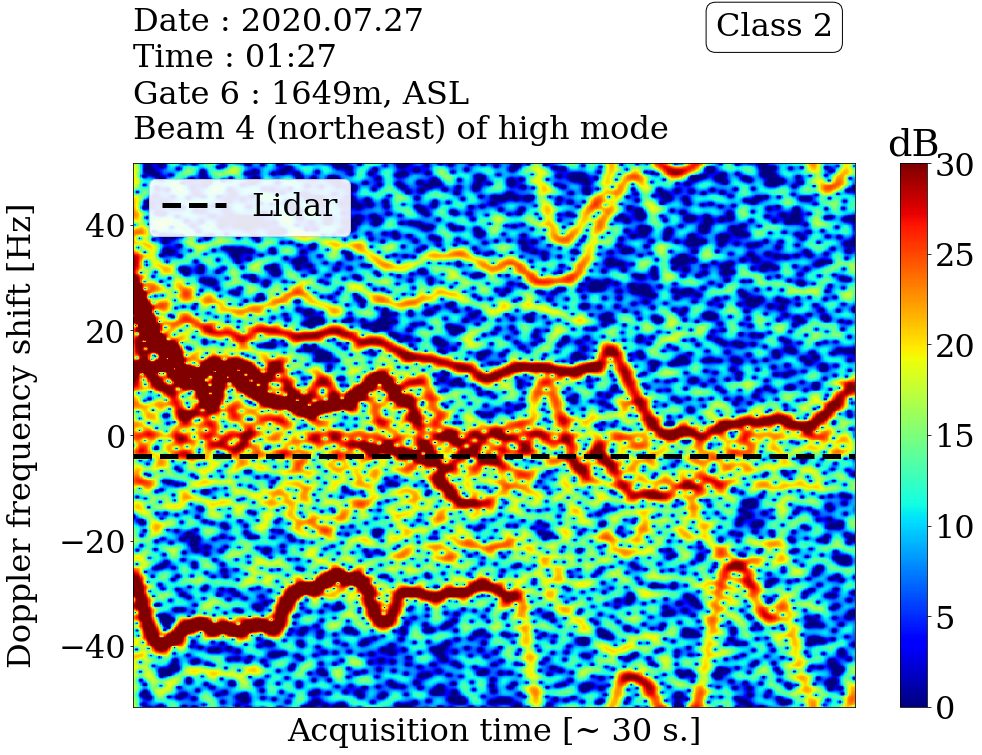 Date : 2020.07.27
Time : 01:27
Gate 6 : 1649m, ASL
Beam 4 (northeast) of high mode
Class 2
dB
Lidar
Doppler frequency shift [Hz]
40
20
0
−20
−40
Acquisition time [~ 30 s.]
30
25
20
15
10
5
0